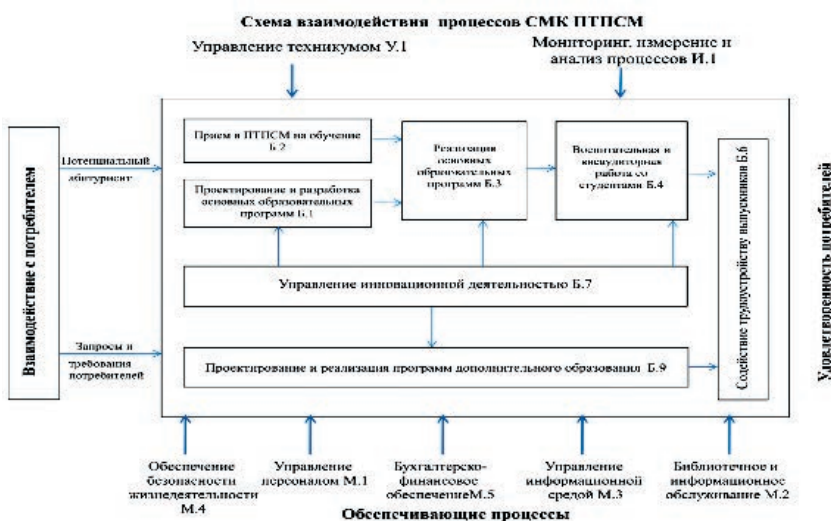 Схема взаимодействия процессов СМК ПТПСМ
Управление техникумом У.1
Мониторинг, измерение и
анализ процессов И.1
Взаимодействие с потребителем
Потенциальный
абитуриент
Запросы и
требования
потребителей
Прием в ПТПСМ на обучение
Б.2
Проектирование и разработка
основных образовательных
программ Б.1
Реализация
основных
образовательных
программ Б.3
Воспитательная и
внеаудиторная
работа со
студентами Б.4
Управление инновационной деятельностью Б.7
Проектирование и реализация программ дополнительного образования Б.9
Содействие трудоустройству выпускников Б.6
Удовлетворенность потребителей
Обеспечение
безопасности
жизнедеятельности
М.4
Управление
персоналом М.1
Бухгалтерско-
финансовое
обеспечениеМ.5
Управление
информационной
средой М.3
Библиотечное и
информационное
обслуживание М.2
Обеспечивающие процессы